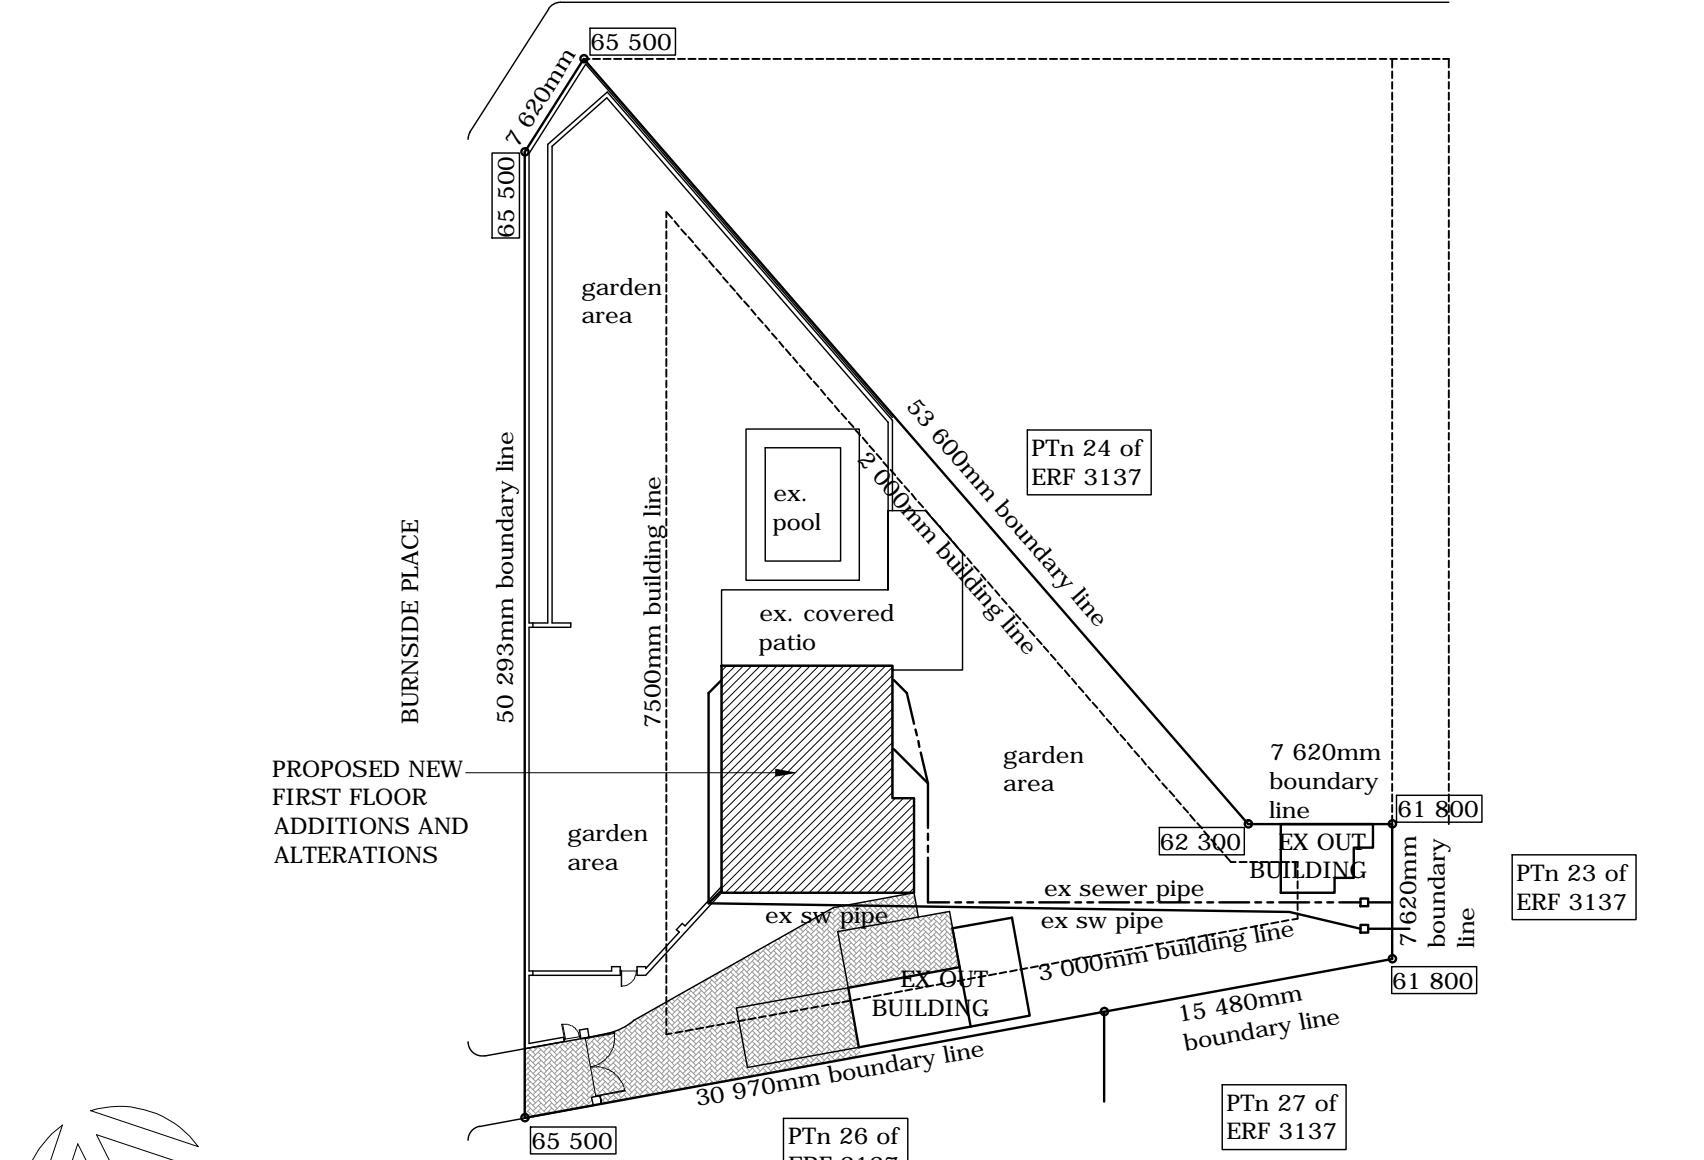 65 500
7 620mm
65 500
garden
area
53 600mm boundary line
PTn 24 of
ERF 3137
2 000mm building line
ex.
pool
50 293mm boundary line
7500mm building line
BURNSIDE PLACE
ex. covered
patio
PROPOSED NEW
FIRST FLOOR
ADDITIONS AND
ALTERATIONS
garden
area
garden
area
7 620mm
boundary
line
61 800
62 300
EX OUT
BUILDING
7 620mm
boundary
line
PTn 23 of
ERF 3137
ex sewer pipe
ex sw pipe
ex sw pipe
3 000mm building line
EX OUT
BUILDING
61 800
15 480mm
boundary line
30 970mm boundary line
65 500
PTn 26 of
ERF 3137
PTn 27 of
ERF 3137